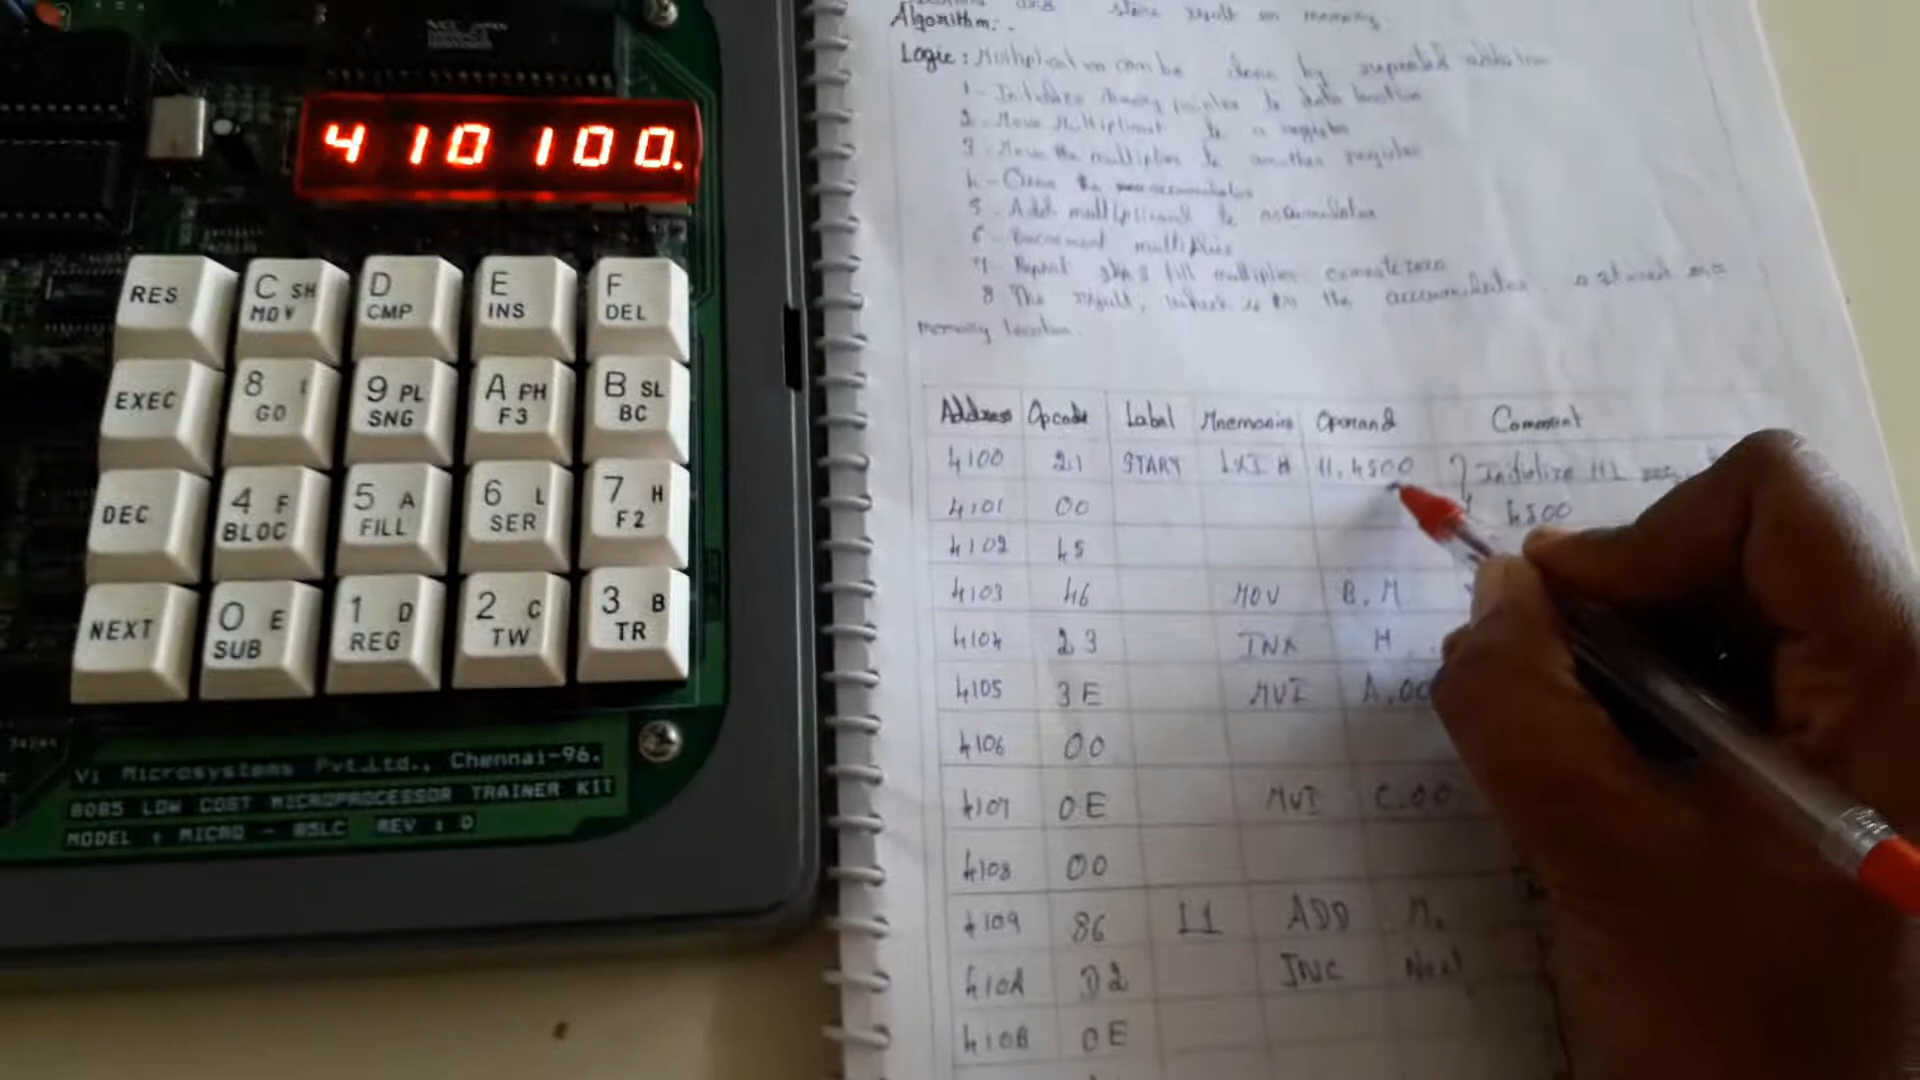 410100.
RES
C SH
MOV
D
CMP
E
INS
F
DEL
EXEC
8
GO
9 PL
SNG
A PH
F3
B SL
BC
DEC
4 F
BLOC
5 A
FILL
6 L
SER
7 H
F2
NEXT
0 E
SUB
1 D
REG
2 C
TW
3 B
TR
Vi Microsystems Pvt.Ltd., Chennai-96.
8085 LOW COST MICROPROCESSOR TRAINER KIT
MODEL : MICRO - 85LC REV : 0
store result in memory.
Algorithm:.
Logic: Multiplication can be done by repeated addition
1- Initialize memory pointer to data location
2- Move Multiplicant to a register
3- Move the multiplier to another register
4- Clear the accumulator
5- Add multiplicand to accumulator
6- Decrement multiplier
7- Repeat step 5 till multiplier
8 The result, which is in the accumulator, is stored in a
memory location.
Address Opcode Label Mnemonics Operand Comment
4100 21 START LXI H 4500 Initialize HL
4101 00 4500
4102 45
4103 46 MOV B, M
4104 23 INX H
4105 3E MVI A,00
4106 00
4107 0E MVI C,00
4108 00
4109 86 L1 ADD M.
410A D2 JNC Next
410B 0E